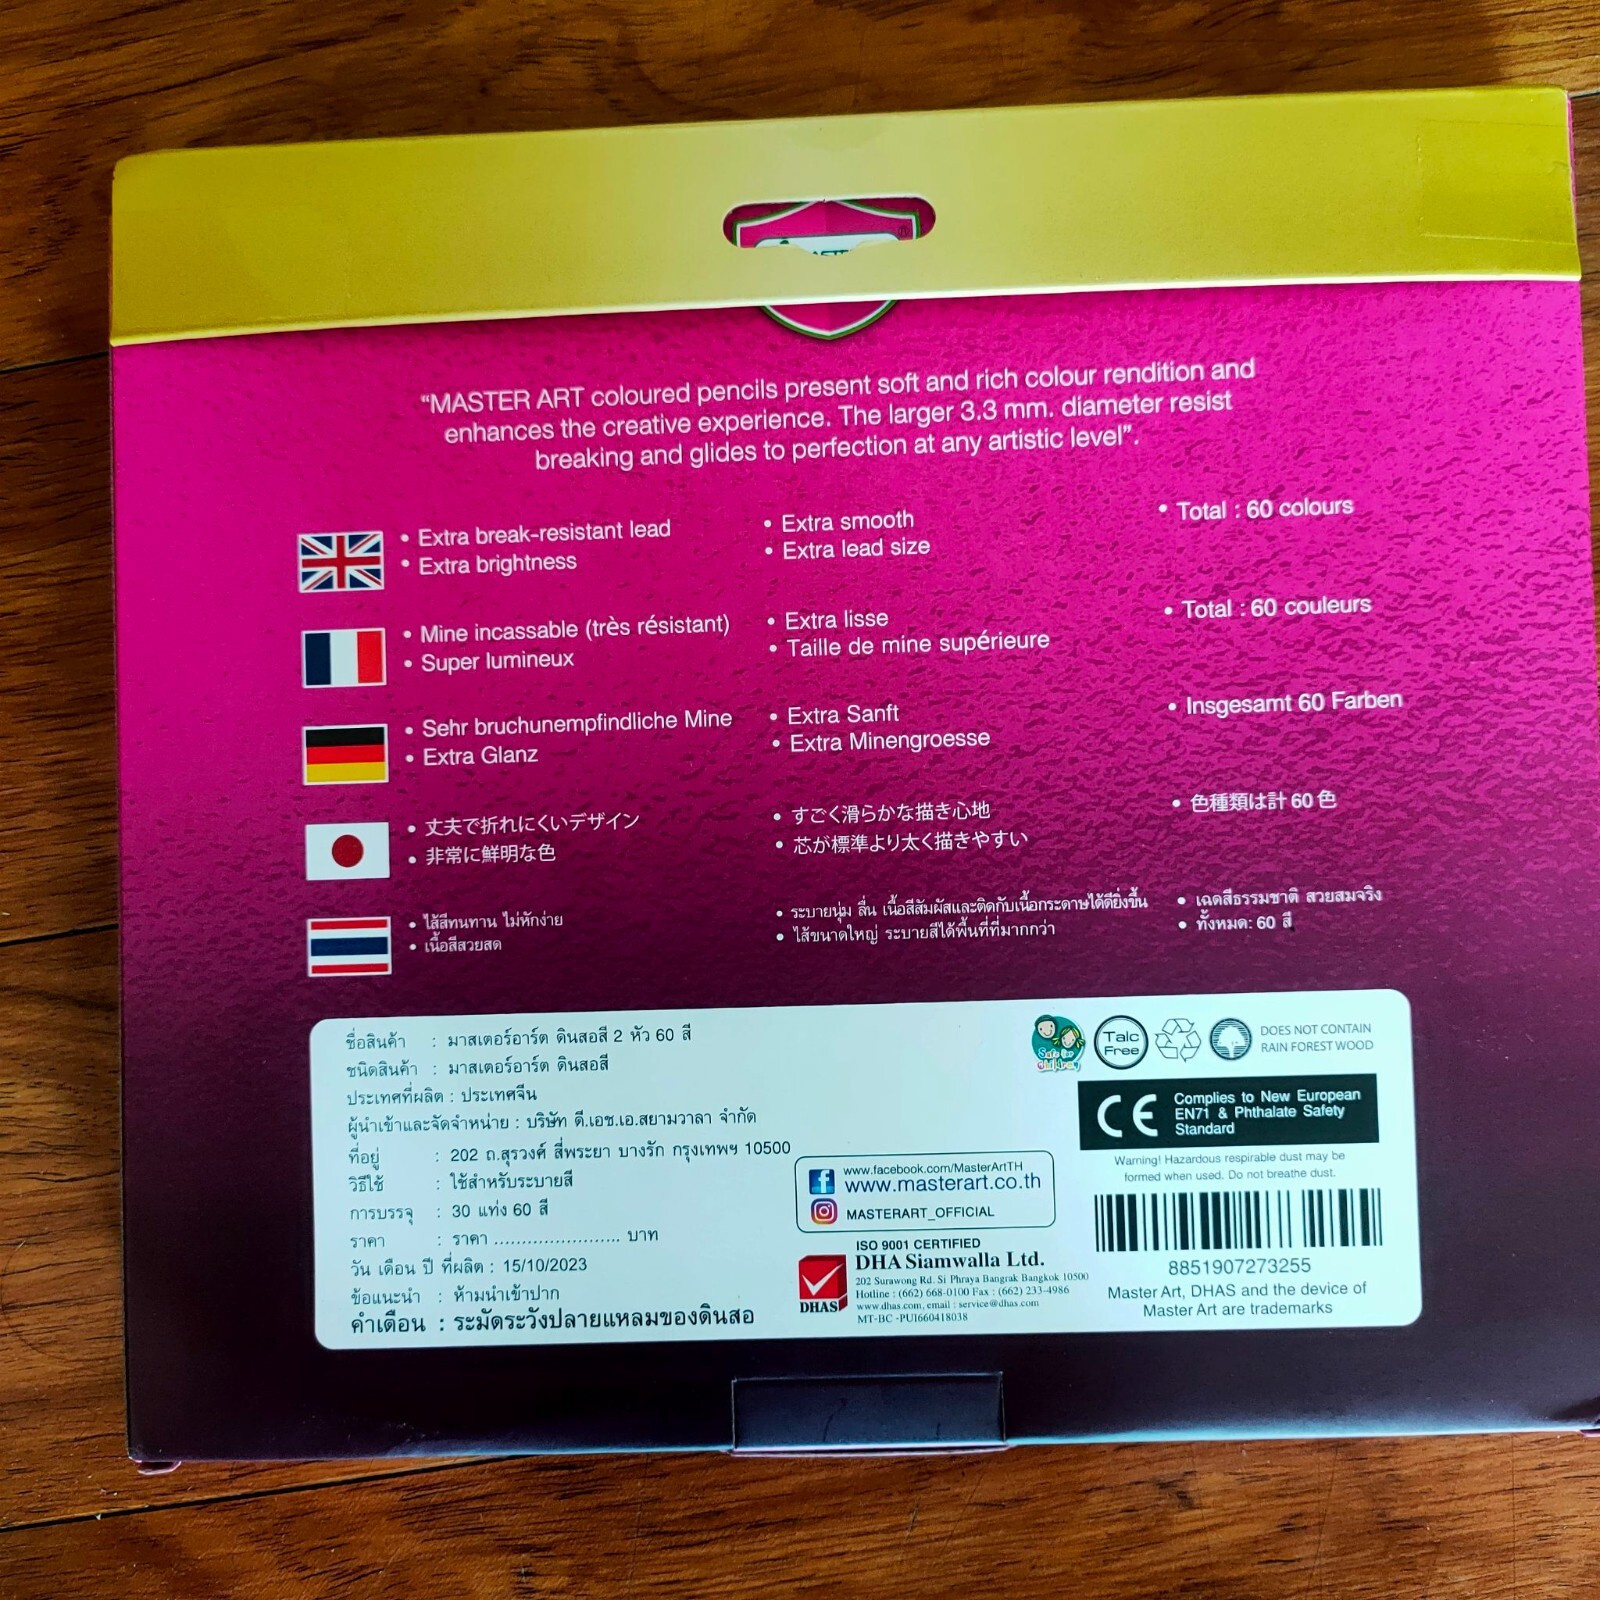 ®
"MASTER ART coloured pencils present soft and rich colour rendition and
enhances the creative experience. The larger 3.3 mm. diameter resist
breaking and glides to perfection at any artistic level".
• Extra break-resistant lead
• Extra brightness
• Extra smooth
• Extra lead size
• Total : 60 colours
• Mine incassable (très résistant)
• Super lumineux
• Extra lisse
• Taille de mine supérieure
• Total : 60 couleurs
• Sehr bruchunempfindliche Mine
• Extra Glanz
• Extra Sanft
• Extra Minengroesse
• Insgesamt 60 Farben
• 丈夫で折れにくいデザイン
• 非常に鮮明な色
• すごく滑らかな描き心地
• 芯が標準より太く描きやすい
• 色種類は計 60 色
• ไส้สีทนทาน ไม่หักง่าย
• เนื้อสีสวยสด
• ระบายนุ่ม ลื่น เนื้อสีสัมผัสและติดกับเนื้อกระดาษได้ดียิ่งขึ้น
• ไส้ขนาดใหญ่ ระบายสีได้พื้นที่ที่มากกว่า
• เฉดสีธรรมชาติ สวยสมจริง
• ทั้งหมด: 60 สี
ชื่อสินค้า : มาสเตอร์อาร์ต ดินสอสี 2 หัว 60 สี
ชนิดสินค้า : มาสเตอร์อาร์ต ดินสอสี
ประเทศที่ผลิต : ประเทศจีน
ผู้นำเข้าและจัดจำหน่าย : บริษัท ดี.เอช.เอ.สยามวาลา จำกัด
ที่อยู่ : 202 ถ.สุรวงศ์ สี่พระยา บางรัก กรุงเทพฯ 10500
วิธีใช้ : ใช้สำหรับระบายสี
การบรรจุ : 30 แท่ง 60 สี
ราคา : ราคา ...................... บาท
วัน เดือน ปี ที่ผลิต : 15/10/2023
ข้อแนะนำ : ห้ามนำเข้าปาก
คำเตือน : ระมัดระวังปลายแหลมของดินสอ
www.facebook.com/MasterArtTH
www.masterart.co.th
MASTERART_OFFICIAL
DHAS
ISO 9001 CERTIFIED
DHA Siamwalla Ltd.
202 Surawong Rd. Si Phraya Bangrak Bangkok 10500
Hotline : (662) 668-0100 Fax : (662) 233-4986
www.dhas.com, email : service@dhas.com
MT-BC -PUI660418038
Safe for
Children
Talc
Free
DOES NOT CONTAIN
RAIN FOREST WOOD
CE
Complies to New European
EN71 & Phthalate Safety
Standard
Warning! Hazardous respirable dust may be
formed when used. Do not breathe dust.
8851907273255
Master Art, DHAS and the device of
Master Art are trademarks